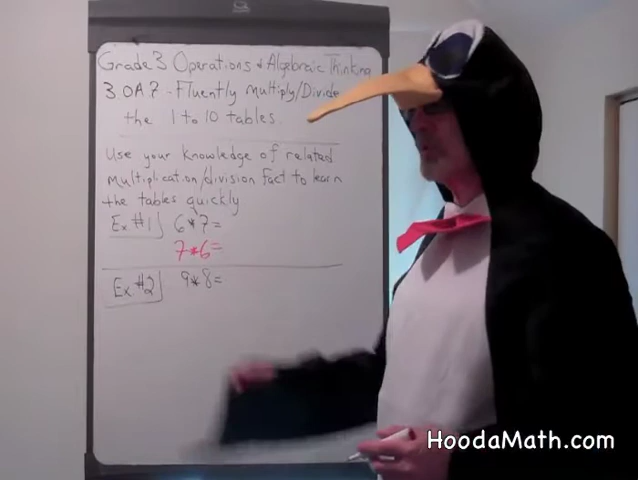 Grade 3 Operations & Algebraic Thinking
3.OA.7 - Fluently multiply/Divide
the 1 to 10 tables.
Use your knowledge of related
multiplication/division fact to learn
the tables quickly
Ex #1 6*7=
7*6=
Ex #2 9*8=
HoodaMath.com